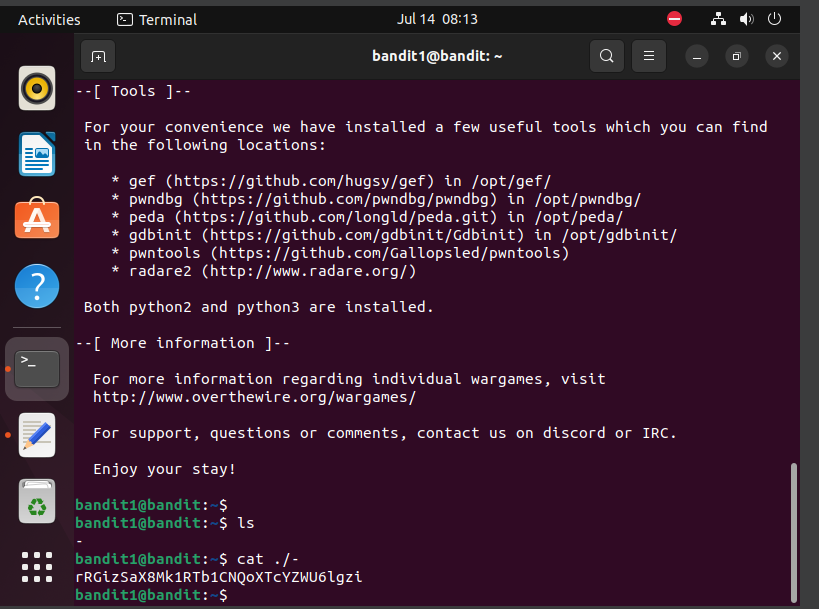 Activities
Terminal
Jul 14 08:13
bandit1@bandit: ~
--[ Tools ]--
For your convenience we have installed a few useful tools which you can find
in the following locations:
* gef (https://github.com/hugsy/gef) in /opt/gef/
* pwndbg (https://github.com/pwndbg/pwndbg) in /opt/pwndbg/
* peda (https://github.com/longld/peda.git) in /opt/peda/
* gdbinit (https://github.com/gdbinit/Gdbinit) in /opt/gdbinit/
* pwntools (https://github.com/Gallopsled/pwntools)
* radare2 (http://www.radare.org/)
Both python2 and python3 are installed.
--[ More information ]--
For more information regarding individual wargames, visit
http://www.overthewire.org/wargames/
For support, questions or comments, contact us on discord or IRC.
Enjoy your stay!
bandit1@bandit:~$
bandit1@bandit:~$ ls
-
bandit1@bandit:~$ cat ./-
rRGizSaX8Mk1RTb1CNQoXTcYZWU6lgzi
bandit1@bandit:~$